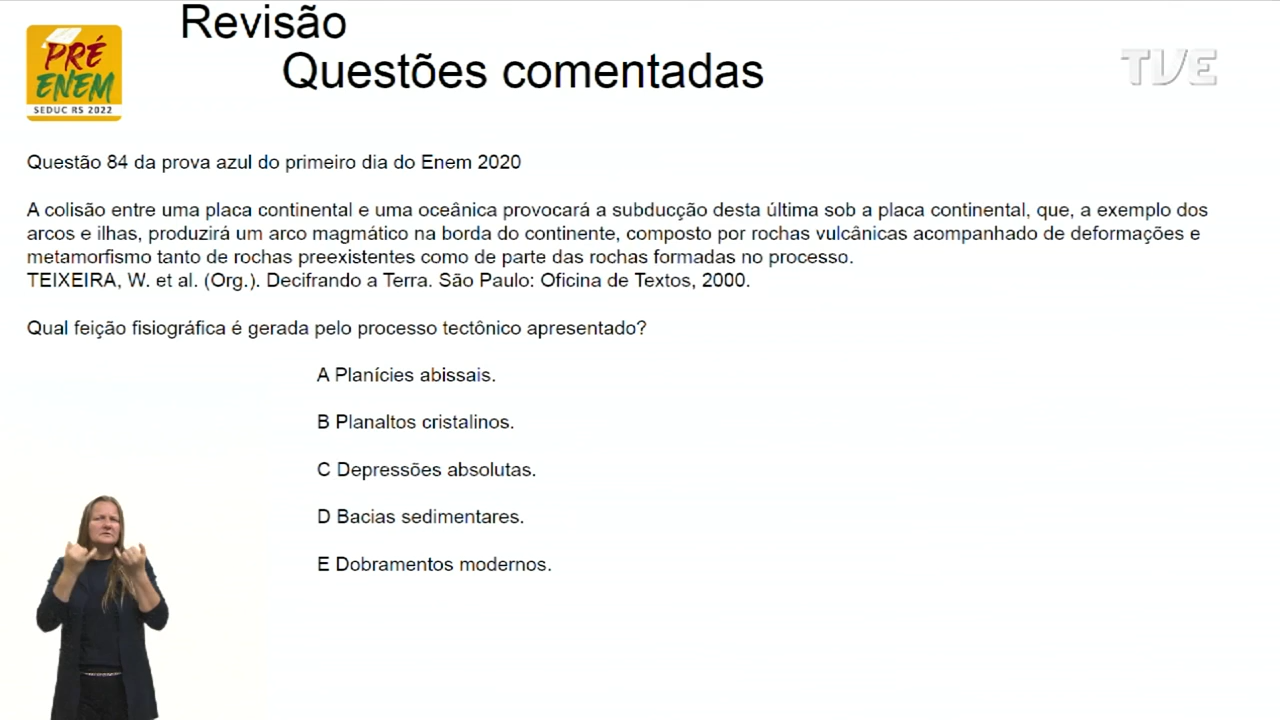 Revisão
Questões comentadas
PRÉ
ENEM
SEDUC RS 2022
TVE
Questão 84 da prova azul do primeiro dia do Enem 2020
A colisão entre uma placa continental e uma oceânica provocará a subducção desta última sob a placa continental, que, a exemplo dos
arcos e ilhas, produzirá um arco magmático na borda do continente, composto por rochas vulcânicas acompanhado de deformações e
metamorfismo tanto de rochas preexistentes como de parte das rochas formadas no processo.
TEIXEIRA, W. et al. (Org.). Decifrando a Terra. São Paulo: Oficina de Textos, 2000.
Qual feição fisiográfica é gerada pelo processo tectônico apresentado?
A Planícies abissais.
B Planaltos cristalinos.
C Depressões absolutas.
D Bacias sedimentares.
E Dobramentos modernos.